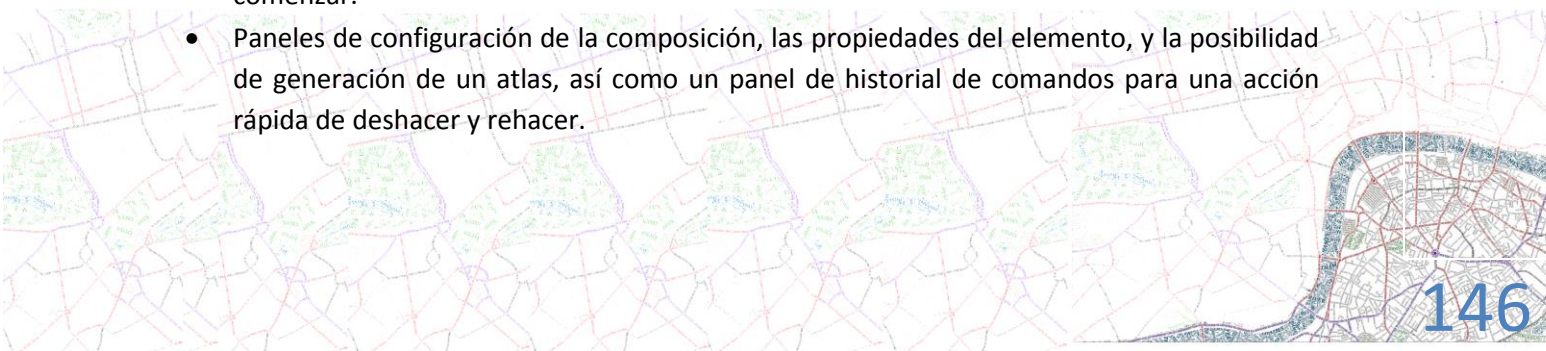 comenzar.
• Paneles de configuración de la composición, las propiedades del elemento, y la posibilidad
de generación de un atlas, así como un panel de historial de comandos para una acción
rápida de deshacer y rehacer.
146